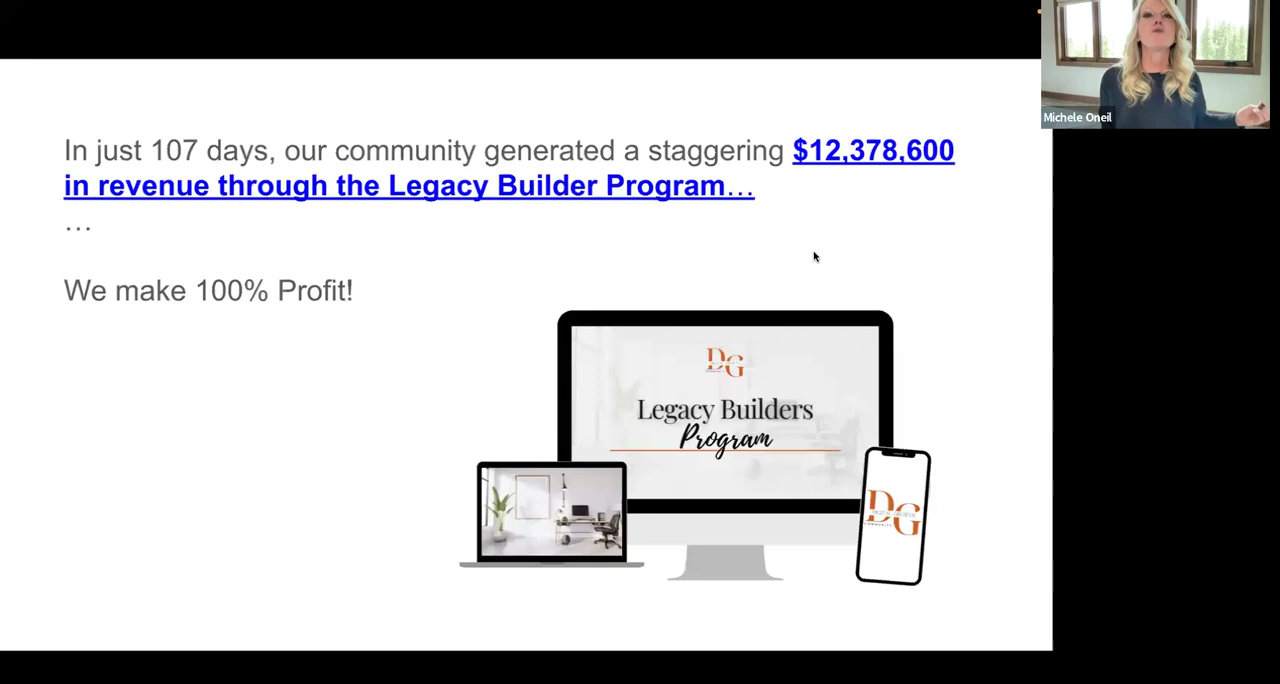 Michele Oneil
In just 107 days, our community generated a staggering $12,378,600
in revenue through the Legacy Builder Program…
…
We make 100% Profit!
DG
Legacy Builders
Program
DG
COMMUNITY